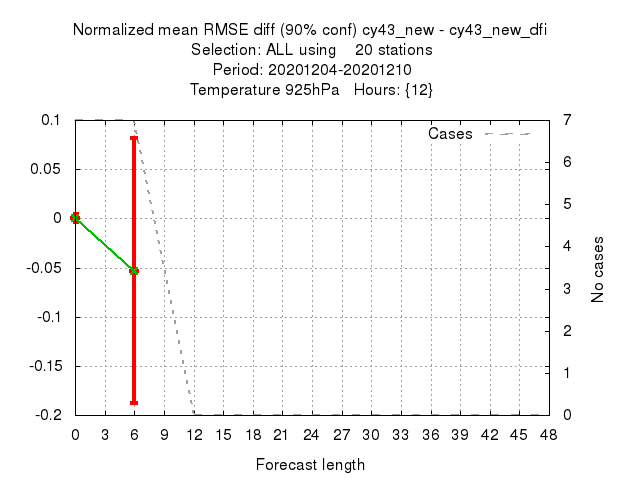 Normalized mean RMSE diff (90% conf) cy43_new - cy43_new_dfi
Selection: ALL using    20 stations
Period: 20201204-20201210
Temperature 925hPa   Hours: {12}
Cases
0.1
0.05
0
-0.05
-0.1
-0.15
-0.2
7
6
5
4
3
2
1
0
No cases
0 3 6 9 12 15 18 21 24 27 30 33 36 39 42 45 48
Forecast length